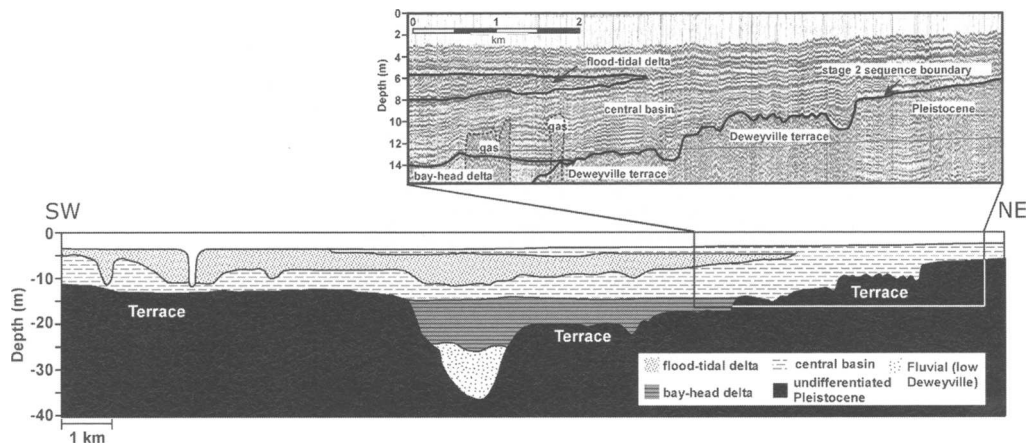 0 1 2
km
0
2
4
6
8
10
12
14
Depth (m)
flood-tidal delta
stage 2 sequence boundary
central basin
Pleistocene
gas
gas
Deweyville terrace
bay-head delta
Deweyville terrace
SW
NE
0
-10
-20
-30
-40
Depth (m)
Terrace
Terrace
Terrace
flood-tidal delta
central basin
Fluvial (low Deweyville)
bay-head delta
undifferentiated Pleistocene
1 km